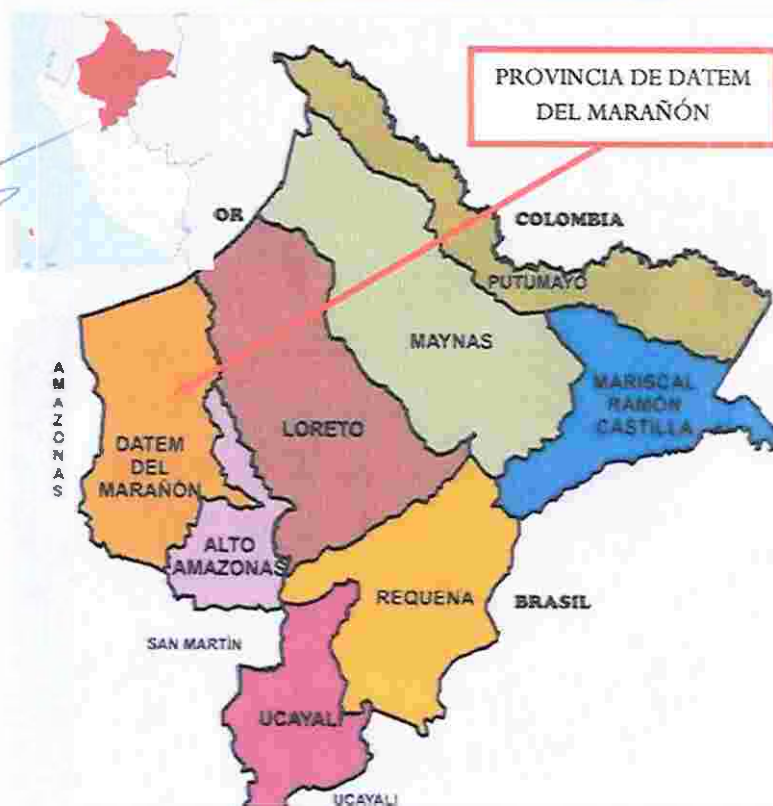 PROVINCIA DE DATEM
DEL MARAÑÓN
OR
COLOMBIA
PUTUMAYO
MAYNAS
MARISCAL
RAMÓN
CASTILLA
AMAZONAS
LORETO
DATEM
DEL
MARAÑÓN
ALTO
AMAZONAS
REQUENA
BRASIL
SAN MARTÍN
UCAYALI
UCAYALI